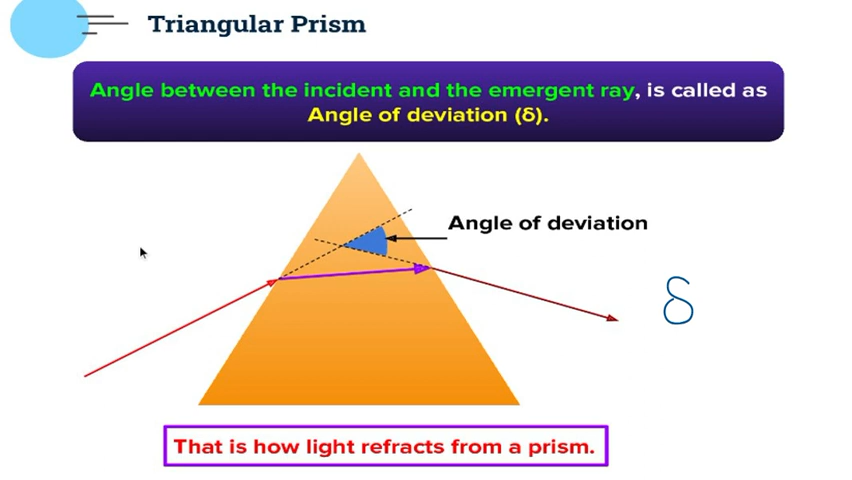 Triangular Prism
Angle between the incident and the emergent ray, is called as
Angle of deviation (δ).
Angle of deviation
δ
That is how light refracts from a prism.